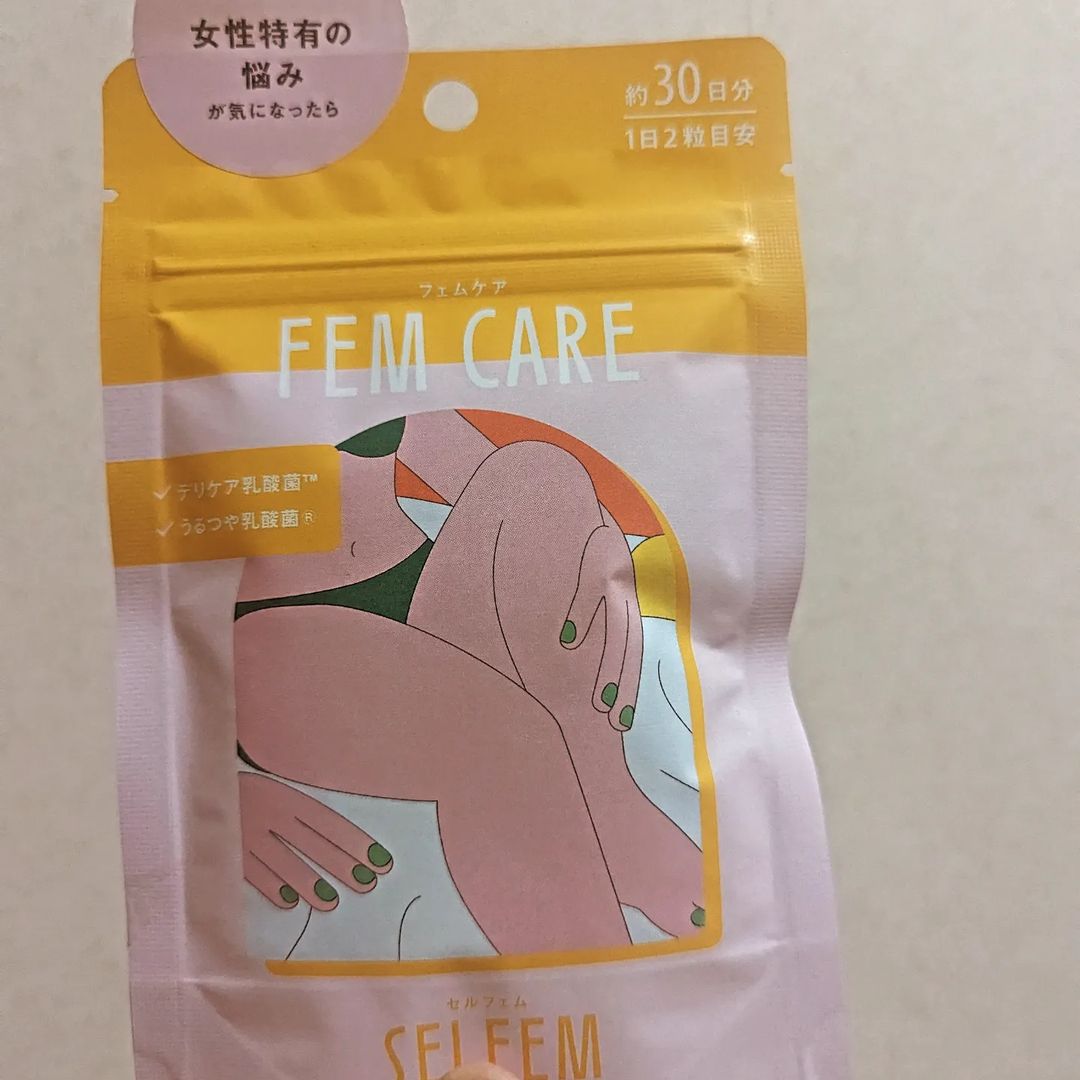 女性特有の
悩み
が気になったら
約30日分
1日2粒目安
フェムケア
FEM CARE
✓デリケア乳酸菌™
✓うるつや乳酸菌®
セルフェム
SELFEM